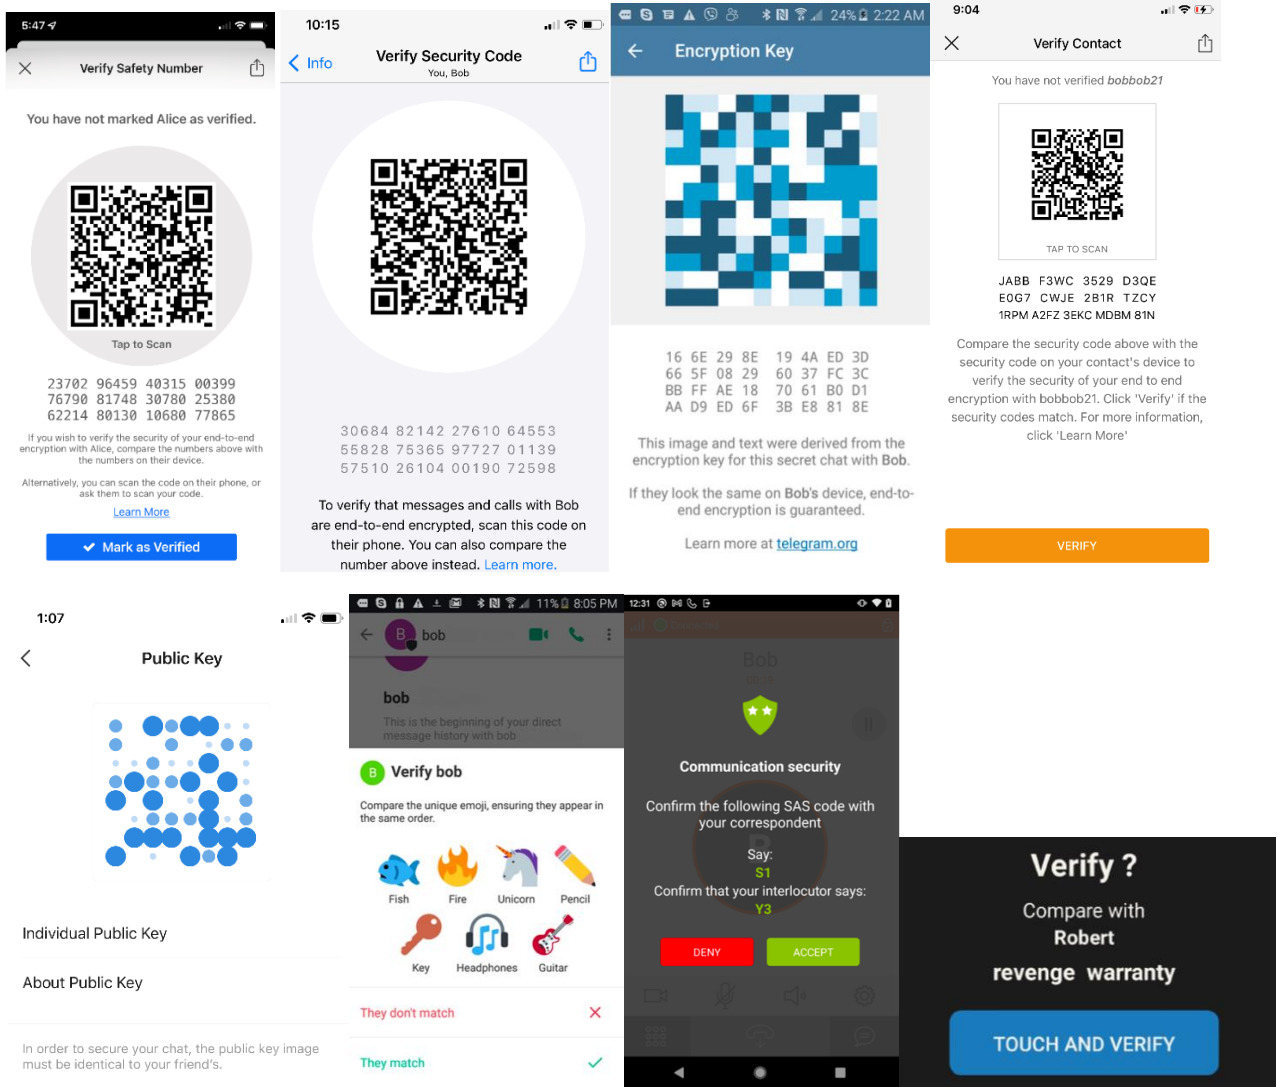 5:47
Verify Safety Number
You have not marked Alice as verified.
Tap to Scan
23702 96459 40315 00399
76790 81748 30780 25380
62214 80130 10680 77865
If you wish to verify the security of your end-to-end
encryption with Alice, compare the numbers above with
the numbers on their device.
Alternatively, you can scan the code on their phone, or
ask them to scan your code.
Learn More
Mark as Verified
10:15
Info
Verify Security Code
You, Bob
30684 82142 27610 64553
55828 75365 97727 01139
57510 26104 00190 72598
To verify that messages and calls with Bob
are end-to-end encrypted, scan this code on
their phone. You can also compare the
number above instead. Learn more.
24% 2:22 AM
Encryption Key
16 6E 29 8E 19 4A ED 3D
66 5F 08 29 60 37 FC 3C
BB FF AE 18 70 61 B0 D1
AA D9 ED 6F 3B E8 81 8E
This image and text were derived from the
encryption key for this secret chat with Bob.
If they look the same on Bob's device, end-to-
end encryption is guaranteed.
Learn more at telegram.org
9:04
Verify Contact
You have not verified bobbob21
TAP TO SCAN
JABB F3WC 3529 D3QE
E0G7 CWJE 2B1R TZCY
1RPM A2FZ 3EKC MDBM 81N
Compare the security code above with the
security code on your contact's device to
verify the security of your end to end
encryption with bobbob21. Click 'Verify' if the
security codes match. For more information,
click 'Learn More'
VERIFY
1:07
Public Key
Individual Public Key
About Public Key
In order to secure your chat, the public key image
must be identical to your friend's.
11% 8:05 PM
B bob
bob
This is the beginning of your direct
message history with bob
B Verify bob
Compare the unique emoji, ensuring they appear in
the same order.
Fish Fire Unicorn Pencil
Key Headphones Guitar
They don't match
They match
12:31
Bob
Communication security
Confirm the following SAS code with
your correspondent
Say:
S1
Confirm that your interlocutor says:
Y3
DENY ACCEPT
Verify ?
Compare with
Robert
revenge warranty
TOUCH AND VERIFY